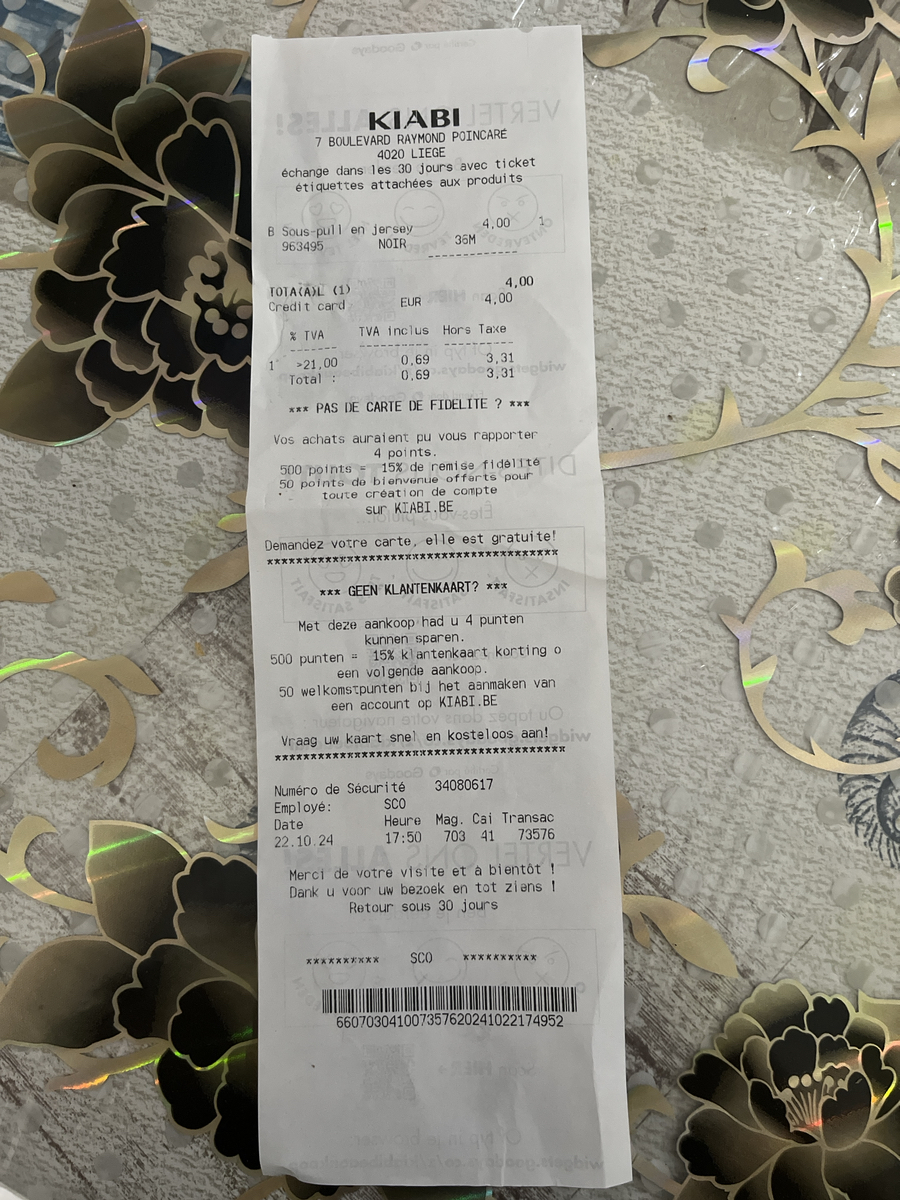 KIABI
7 BOULEVARD RAYMOND POINCARÉ
4020 LIEGE
échange dans les 30 jours avec ticket
étiquettes attachées aux produits
B Sous-pull en jersey 4,00 1
963495 NOIR 36M
------------
TOTA(A)L (1) 4,00
Credit card EUR 4,00
% TVA TVA inclus Hors Taxe
------- ---------- ----------
1 >21,00 0,69 3,31
Total : 0,69 3,31
*** PAS DE CARTE DE FIDELITE ? ***
Vos achats auraient pu vous rapporter
4 points.
500 points = 15% de remise fidélité
50 points de bienvenue offerts pour
toute création de compte
sur KIABI.BE
Demandez votre carte, elle est gratuite!
****************************************
*** GEEN KLANTENKAART? ***
Met deze aankoop had u 4 punten
kunnen sparen.
500 punten = 15% klantenkaart korting o
een volgende aankoop.
50 welkomstpunten bij het aanmaken van
een account op KIABI.BE
Vraag uw kaart snel en kosteloos aan!
****************************************
Numéro de Sécurité 34080617
Employé: SCO
Date Heure Mag. Cai Transac
22.10.24 17:50 703 41 73576
Merci de votre visite et à bientôt !
Dank u voor uw bezoek en tot ziens !
Retour sous 30 jours
********** SCO **********
660703041007357620241022174952